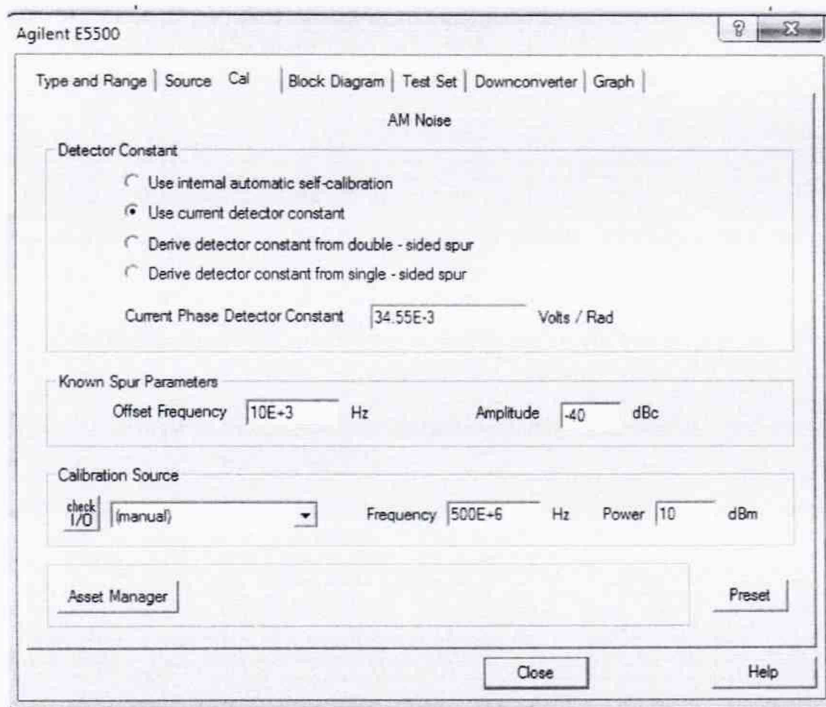 Agilent E5500
Type and Range Source Cal Block Diagram Test Set Downconverter Graph
AM Noise
Detector Constant
Use internal automatic self-calibration
Use current detector constant
Derive detector constant from double - sided spur
Derive detector constant from single - sided spur
Current Phase Detector Constant 34.55E-3 Volts / Rad
Known Spur Parameters
Offset Frequency 10E+3 Hz Amplitude -40 dBc
Calibration Source
check
I/O (manual) Frequency 500E+6 Hz Power 10 dBm
Asset Manager Preset
Close Help